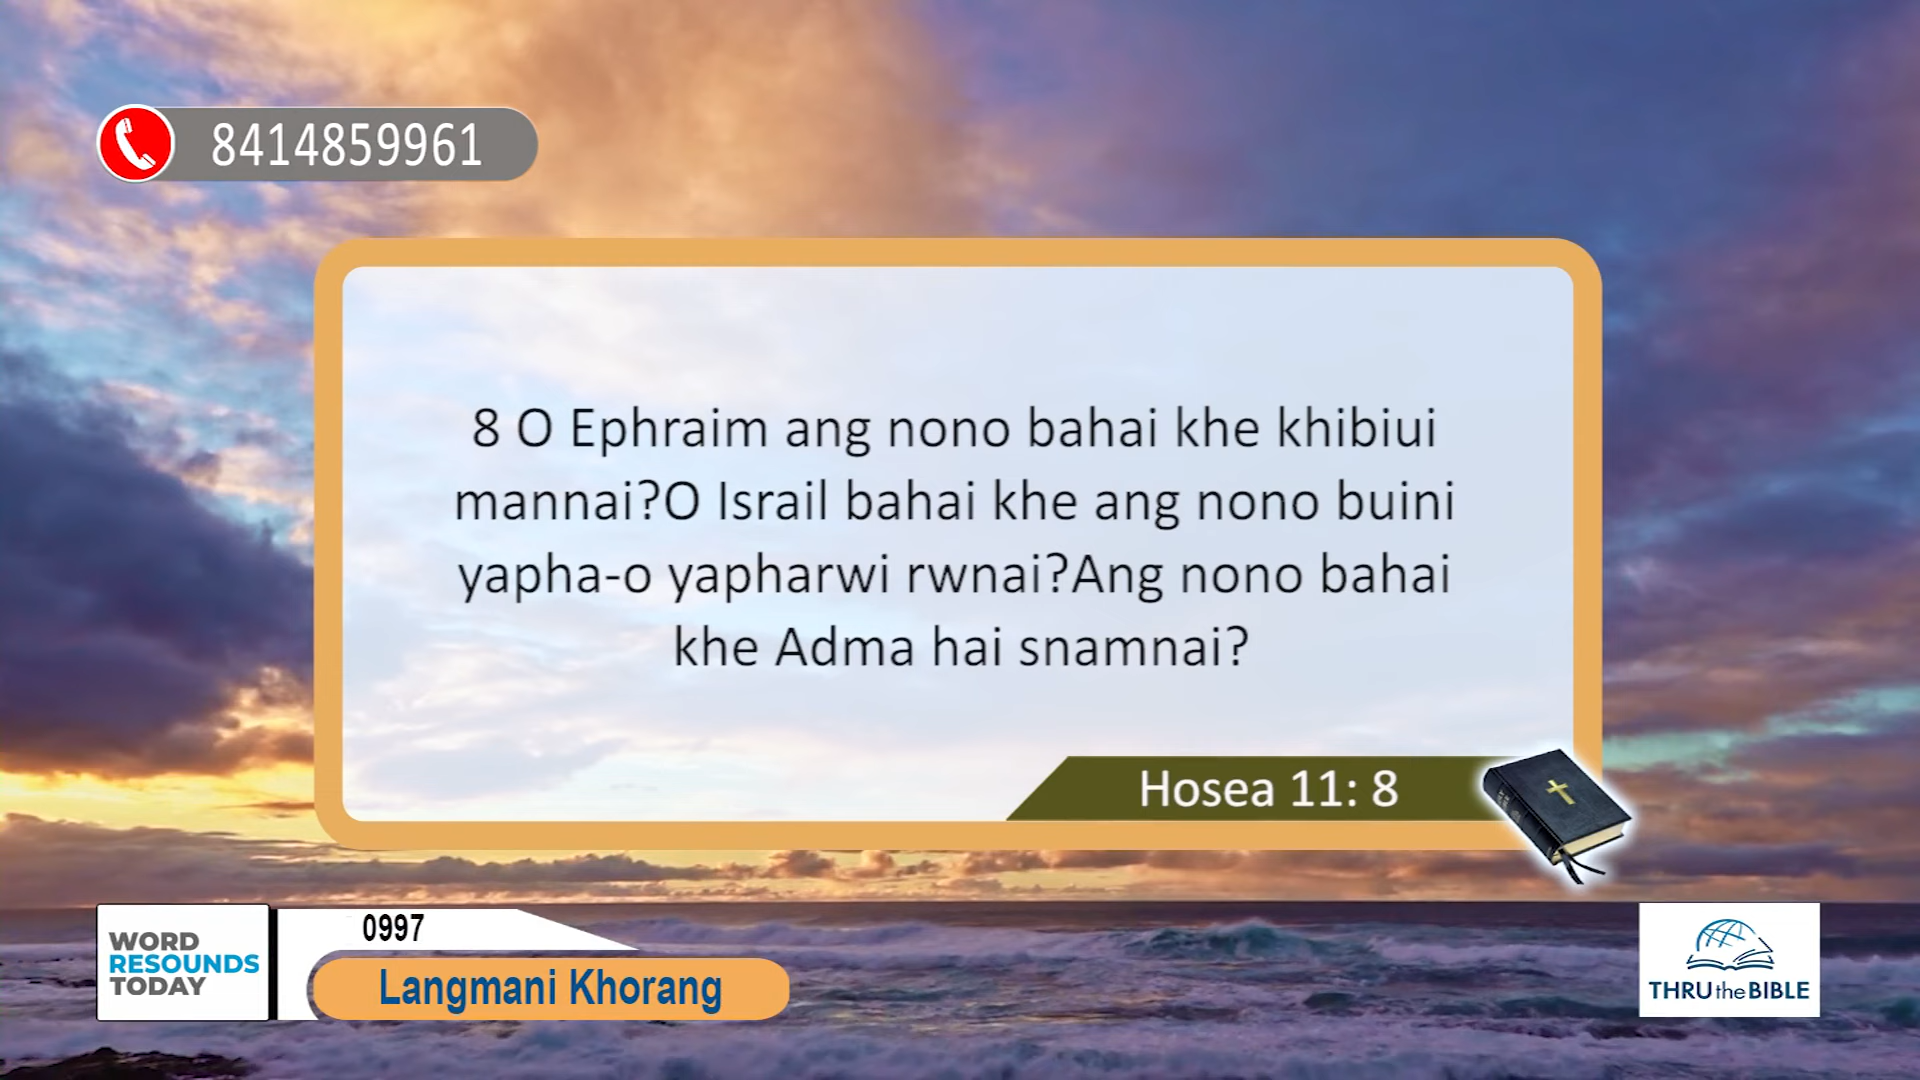 8414859961
8 O Ephraim ang nono bahai khe khibiui
mannai?O Israil bahai khe ang nono buini
yapha-o yapharwi rwnai?Ang nono bahai
khe Adma hai snamnai?
Hosea 11: 8
0997
Langmani Khorang
WORD
RESOUNDS
TODAY
THRU the BIBLE